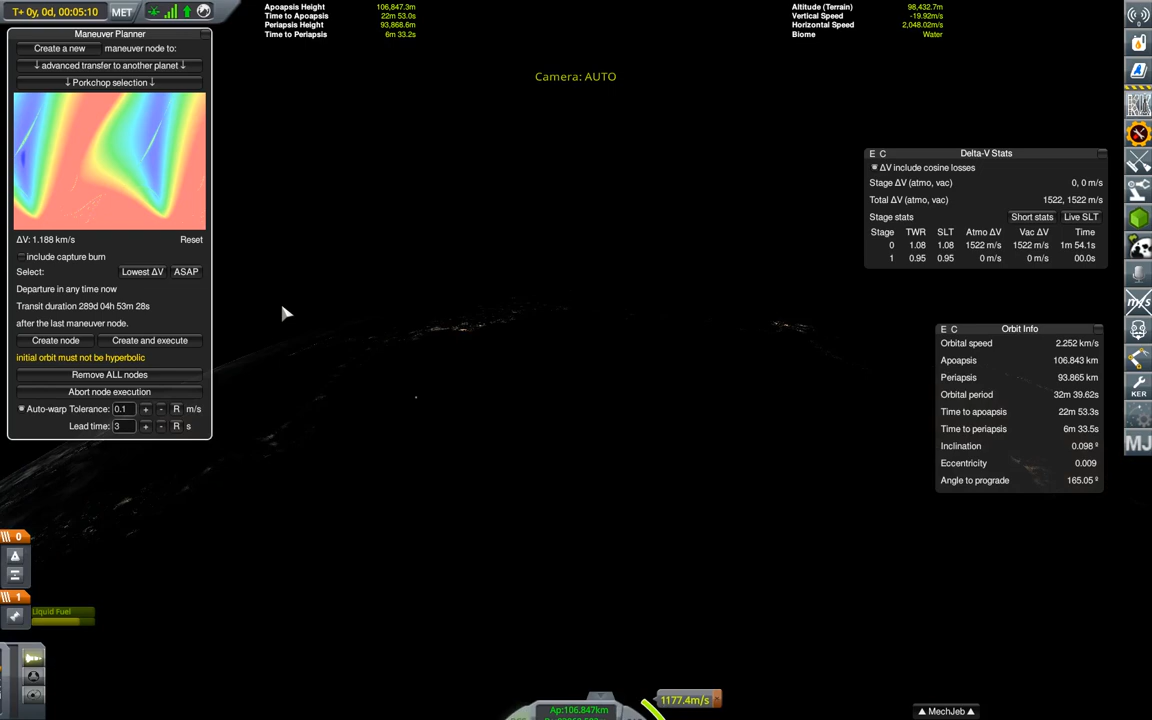 T+ 0y, 0d, 00:05:10 MET
Apoapsis Height 106,847.3m
Time to Apoapsis 22m 53.0s
Periapsis Height 93,868.6m
Time to Periapsis 6m 33.2s
Altitude (Terrain) 98,432.7m
Vertical Speed -19.92m/s
Horizontal Speed 2,048.02m/s
Biome Water
Camera: AUTO
Maneuver Planner
Create a new maneuver node to:
↓ advanced transfer to another planet ↓
↓ Porkchop selection ↓
ΔV: 1.188 km/s Reset
include capture burn
Select: Lowest ΔV ASAP
Departure in any time now
Transit duration 289d 04h 53m 28s
after the last maneuver node.
Create node Create and execute
initial orbit must not be hyperbolic
Remove ALL nodes
Abort node execution
Auto-warp Tolerance: 0.1 + - R m/s
Lead time: 3 + - R s
E C Delta-V Stats
ΔV include cosine losses
Stage ΔV (atmo, vac) 0, 0 m/s
Total ΔV (atmo, vac) 1522, 1522 m/s
Stage stats Short stats Live SLT
Stage TWR SLT Atmo ΔV Vac ΔV Time
0 1.08 1.08 1522 m/s 1522 m/s 1m 54.1s
1 0.95 0.95 0 m/s 0 m/s 00.0s
E C Orbit Info
Orbital speed 2.252 km/s
Apoapsis 106.843 km
Periapsis 93.865 km
Orbital period 32m 39.62s
Time to apoapsis 22m 53.3s
Time to periapsis 6m 33.5s
Inclination 0.098 º
Eccentricity 0.009
Angle to prograde 165.05 º
m/s
KER
MJ
0
1
Liquid Fuel
1177.4m/s
Ap:106.847km
▲ MechJeb ▲